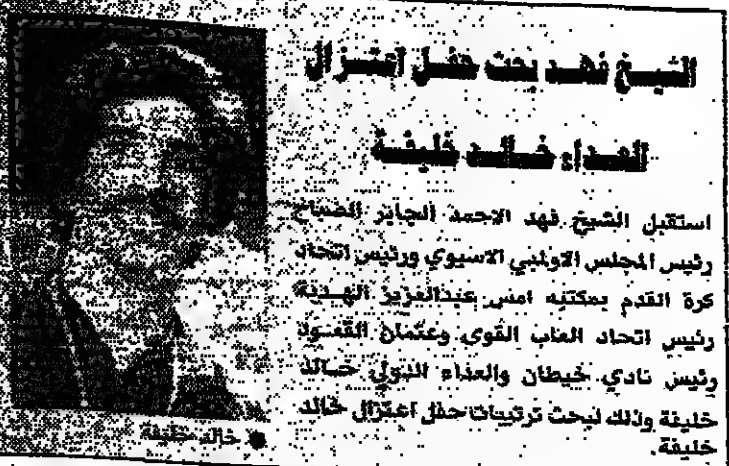 الشيخ فهد بحث حفل اعتزال
العداء خالد خليفة
استقبل الشيخ فهد الاحمد الجابر الصباح
رئيس المجلس الاولمبي الاسيوي ورئيس اتحاد
كرة القدم بمكتبه امس عبدالعزيز الهدبة
رئيس اتحاد العاب القوى وعثمان القصود
رئيس نادي خيطان والعداء الدولي خالد
خليفة وذلك لبحث ترتيبات حفل اعتزال خالد
خليفة.
خالد خليفة